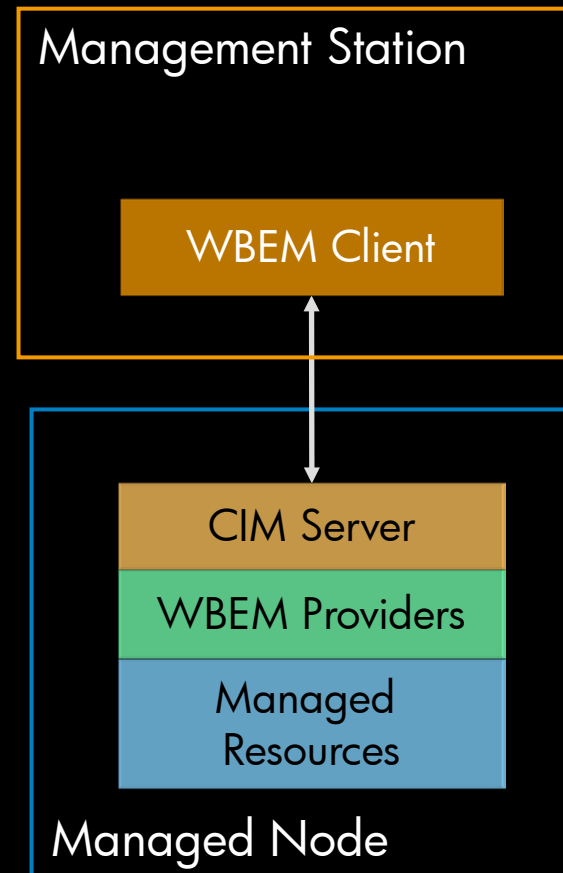 Management Station
WBEM Client
CIM Server
WBEM Providers
Managed
Resources
Managed Node